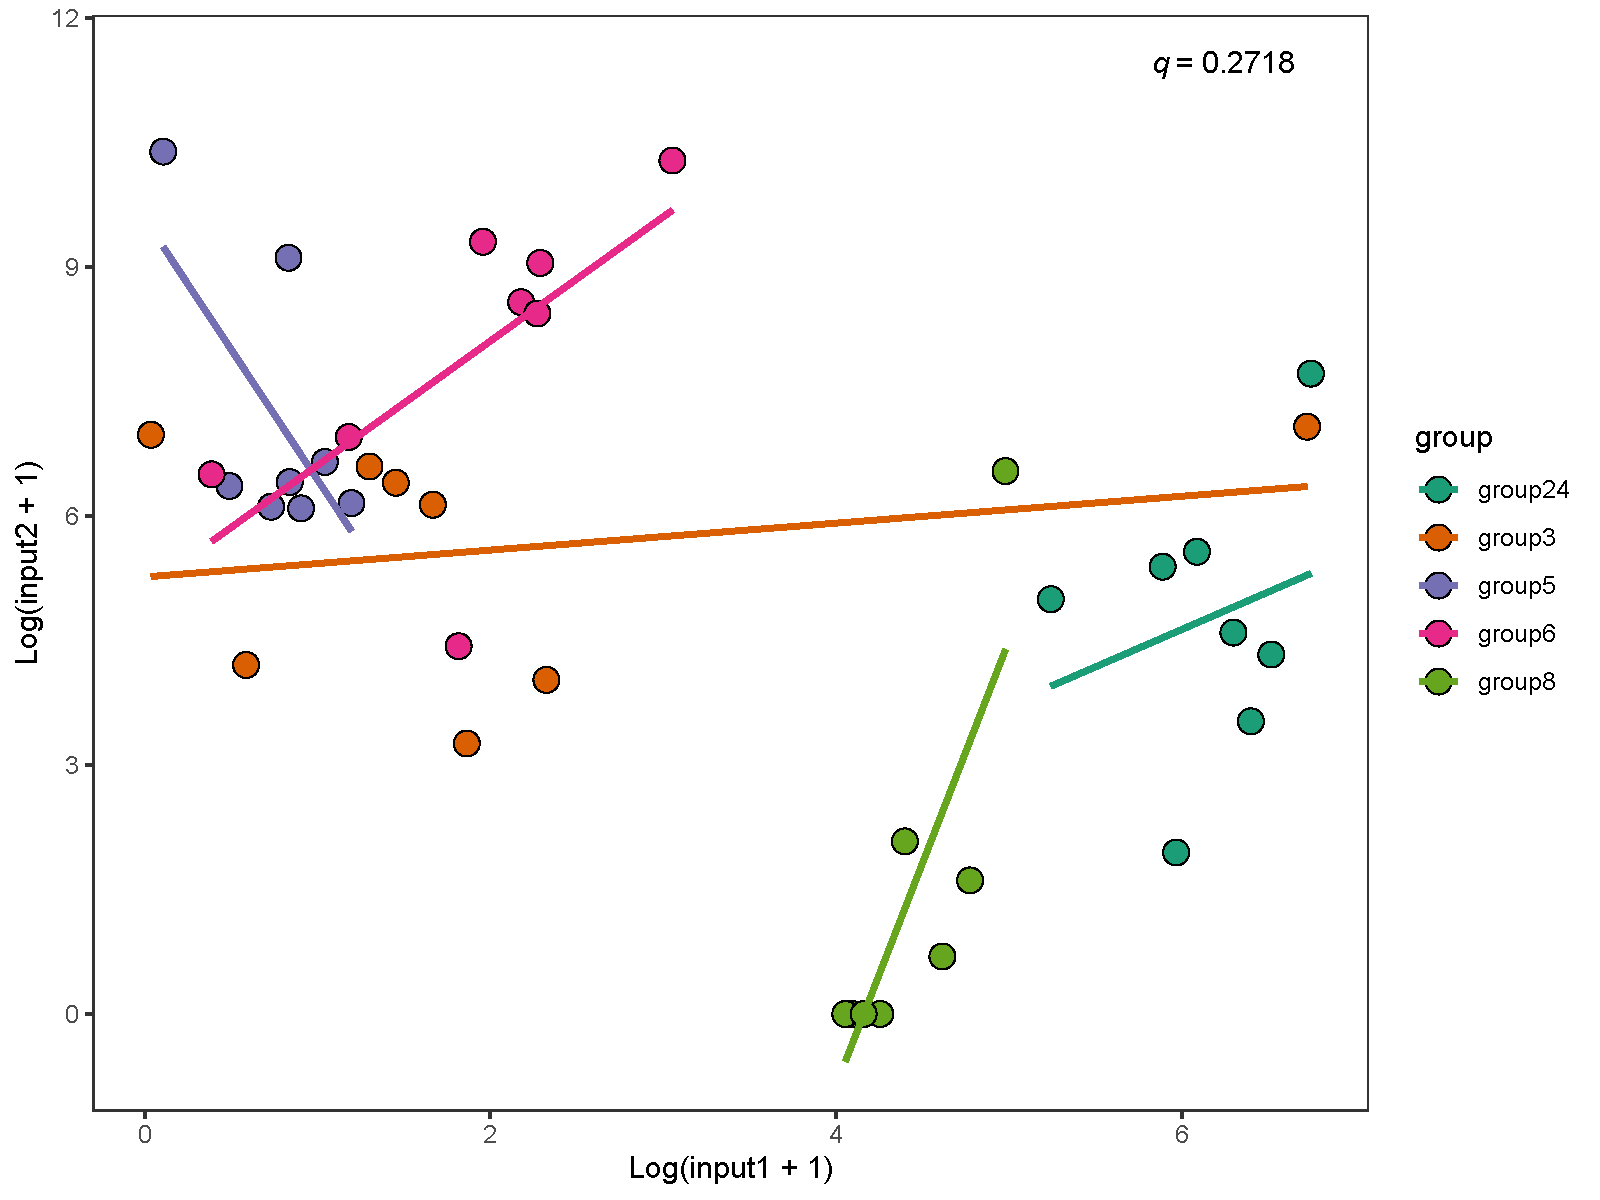 12
9
6
3
0
0
2
4
6
Log(input2 + 1)
Log(input1 + 1)
q = 0.2718
group
group24
group3
group5
group6
group8